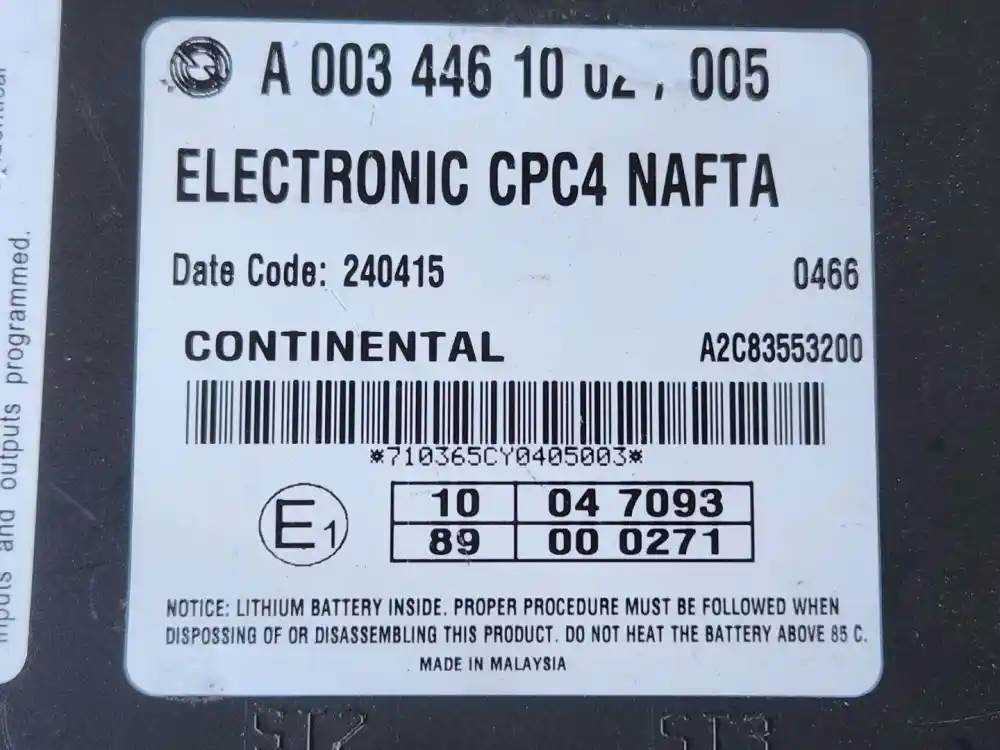 A 003 446 10 02 / 005
ELECTRONIC CPC4 NAFTA
Date Code: 240415 0466
CONTINENTAL A2C83553200
*710365CY0405003*
E1
10 04 7093
89 00 0271
NOTICE: LITHIUM BATTERY INSIDE. PROPER PROCEDURE MUST BE FOLLOWED WHEN
DISPOSSING OF OR DISASSEMBLING THIS PRODUCT. DO NOT HEAT THE BATTERY ABOVE 85 C.
MADE IN MALAYSIA
inputs and outputs programmed.